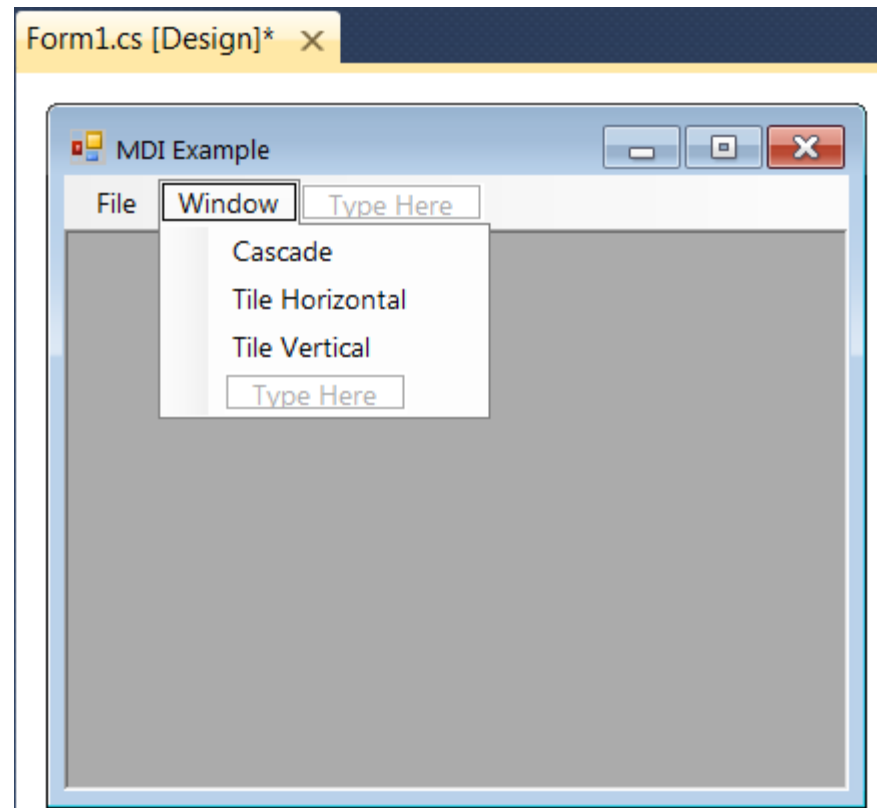 Form1.cs [Design]*
MDI Example
File Window Type Here
Cascade
Tile Horizontal
Tile Vertical
Type Here